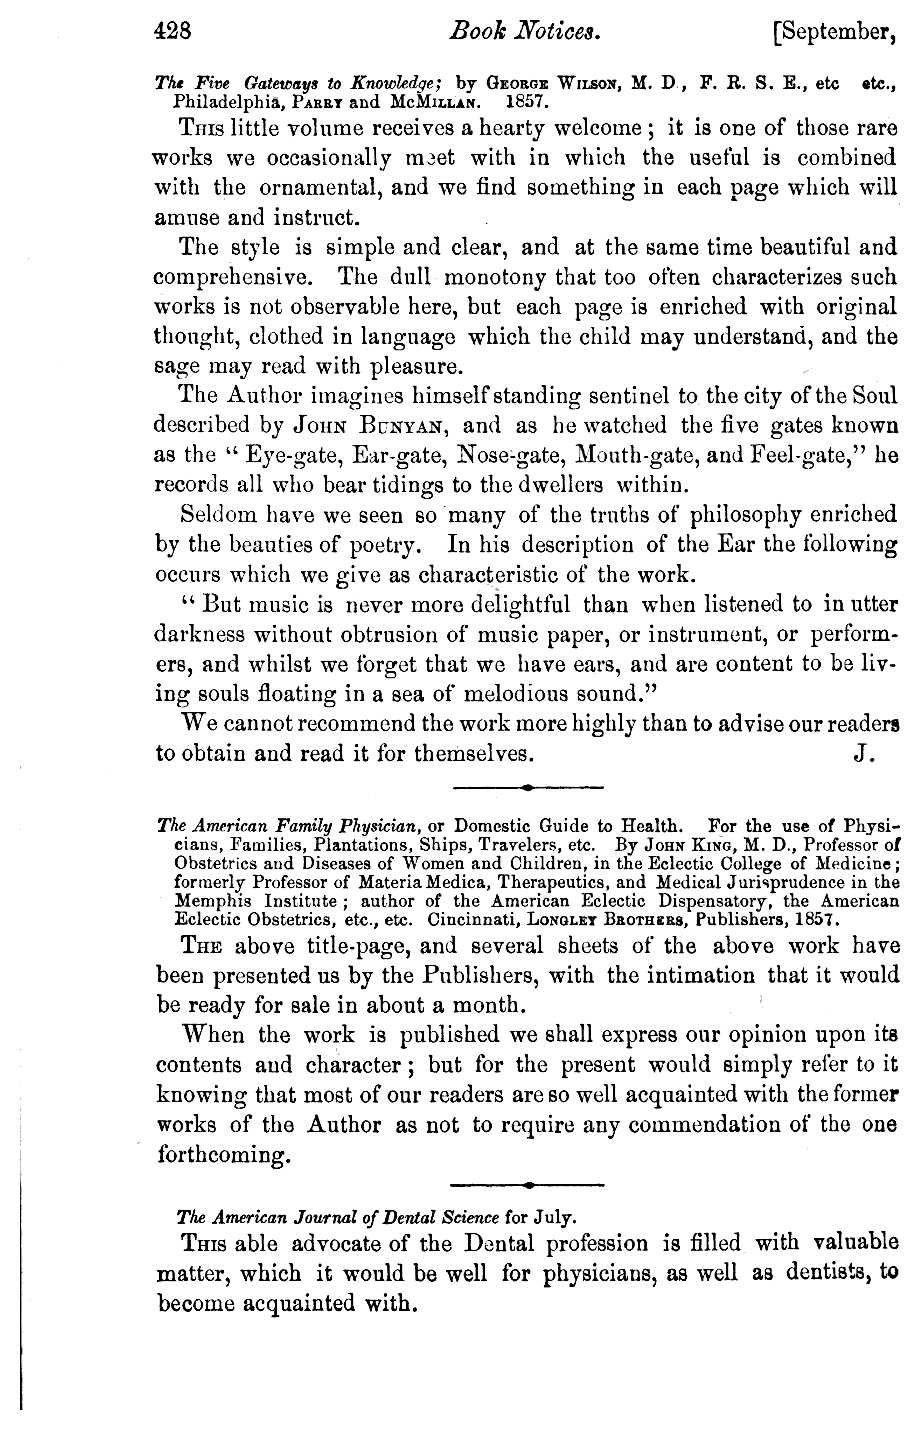 428 Book Notices. [September,
The Five Gateways to Knowledge; by GEORGE WILSON, M. D., F. R. S. E., etc etc.,
Philadelphia, PARRY and MCMILLAN. 1857.
THIS little volume receives a hearty welcome; it is one of those rare
works we occasionally meet with in which the useful is combined
with the ornamental, and we find something in each page which will
amuse and instruct.
The style is simple and clear, and at the same time beautiful and
comprehensive. The dull monotony that too often characterizes such
works is not observable here, but each page is enriched with original
thought, clothed in language which the child may understand, and the
sage may read with pleasure.
The Author imagines himself standing sentinel to the city of the Soul
described by JOHN BUNYAN, and as he watched the five gates known
as the "Eye-gate, Ear-gate, Nose-gate, Mouth-gate, and Feel-gate," he
records all who bear tidings to the dwellers within.
Seldom have we seen so many of the truths of philosophy enriched
by the beauties of poetry. In his description of the Ear the following
occurs which we give as characteristic of the work.
"But music is never more delightful than when listened to in utter
darkness without obtrusion of music paper, or instrument, or perform-
ers, and whilst we forget that we have ears, and are content to be liv-
ing souls floating in a sea of melodious sound."
We cannot recommend the work more highly than to advise our readers
to obtain and read it for themselves. J.
The American Family Physician, or Domestic Guide to Health. For the use of Physi-
cians, Families, Plantations, Ships, Travelers, etc. By JOHN KING, M. D., Professor of
Obstetrics and Diseases of Women and Children, in the Eclectic College of Medicine;
formerly Professor of Materia Medica, Therapeutics, and Medical Jurisprudence in the
Memphis Institute; author of the American Eclectic Dispensatory, the American
Eclectic Obstetrics, etc., etc. Cincinnati, LONGLEY BROTHERS, Publishers, 1857.
THE above title-page, and several sheets of the above work have
been presented us by the Publishers, with the intimation that it would
be ready for sale in about a month.
When the work is published we shall express our opinion upon its
contents and character; but for the present would simply refer to it
knowing that most of our readers are so well acquainted with the former
works of the Author as not to require any commendation of the one
forthcoming.
The American Journal of Dental Science for July.
THIS able advocate of the Dental profession is filled with valuable
matter, which it would be well for physicians, as well as dentists, to
become acquainted with.